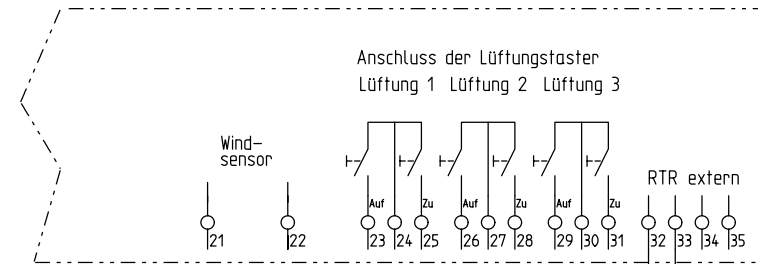 Anschluss der Lüftungstaster
Lüftung 1 Lüftung 2 Lüftung 3
Wind-
sensor
RTR extern
Auf Zu Auf Zu Auf Zu
21 22 23 24 25 26 27 28 29 30 31 32 33 34 35